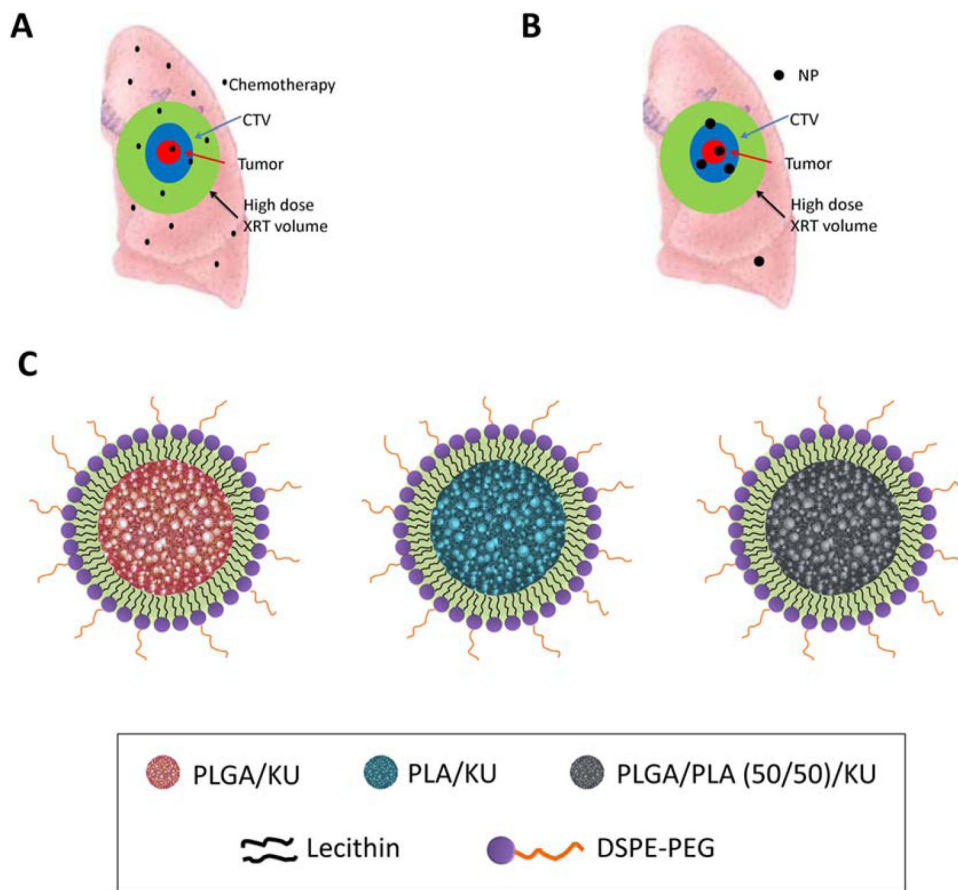 A
Chemotherapy
CTV
Tumor
High dose
XRT volume
B
NP
CTV
Tumor
High dose
XRT volume
C
PLGA/KU
PLA/KU
PLGA/PLA (50/50)/KU
Lecithin
DSPE-PEG